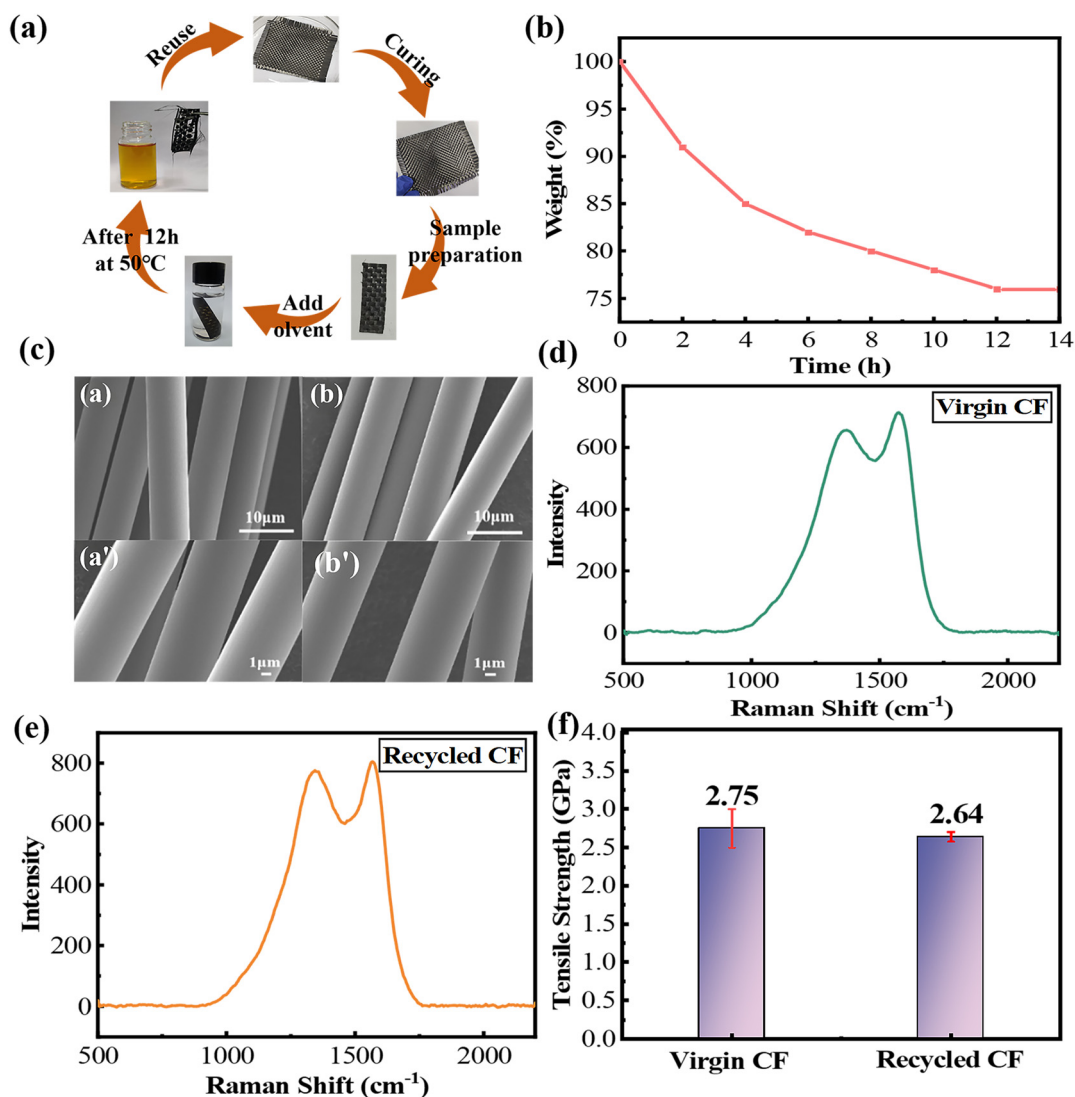 (a)
Reuse
Curing
Sample
preparation
Add
olvent
After 12h
at 50℃
(b)
100
95
90
85
80
75
Weight (%)
0 2 4 6 8 10 12 14
Time (h)
(c)
(a)
10μm
(b)
10μm
(a')
1μm
(b')
1μm
(d)
Virgin CF
800
600
400
200
0
Intensity
500 1000 1500 2000
Raman Shift (cm⁻¹)
(e)
Recycled CF
800
600
400
200
0
Intensity
500 1000 1500 2000
Raman Shift (cm⁻¹)
(f)
4.0
3.5
3.0
2.5
2.0
1.5
1.0
0.5
0.0
Tensile Strength (GPa)
2.75
2.64
Virgin CF Recycled CF